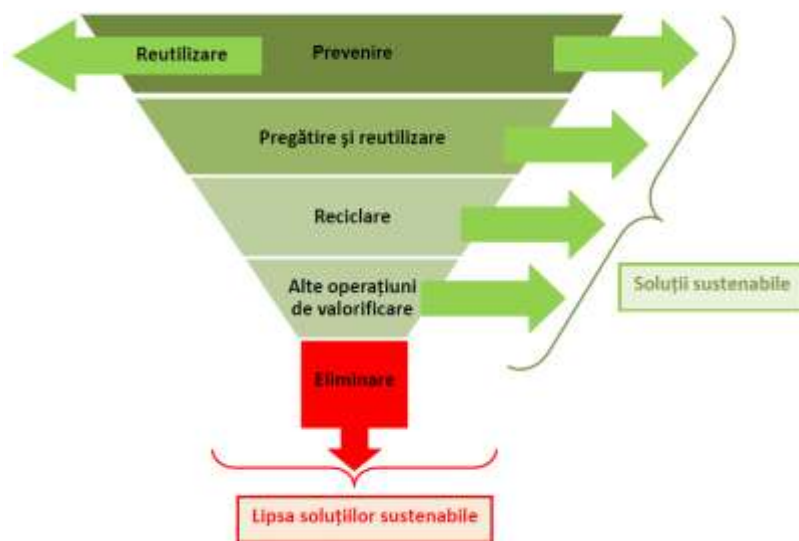 Reutilizare
Prevenire
Pregătire și reutilizare
Reciclare
Alte operațiuni
de valorificare
Soluții sustenabile
Eliminare
Lipsa soluțiilor sustenabile